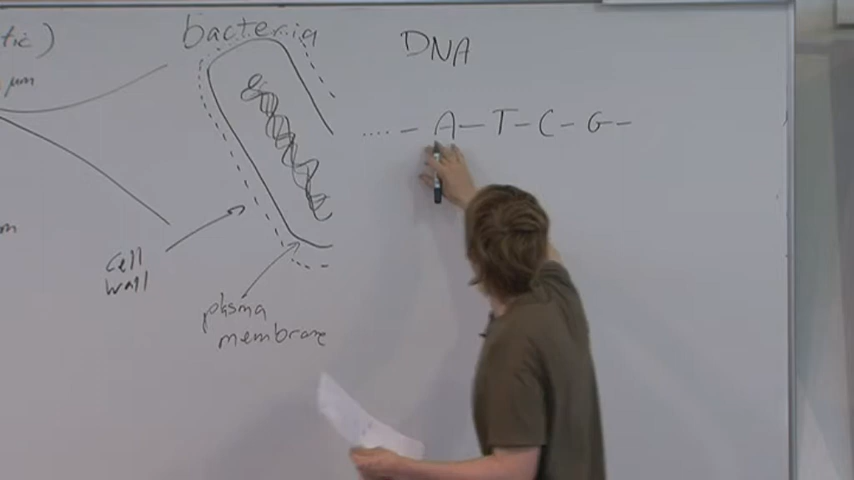 tic)
μm
m
bacteria
cell
wall
plasma
membrane
DNA
.... - A - T - C - G -